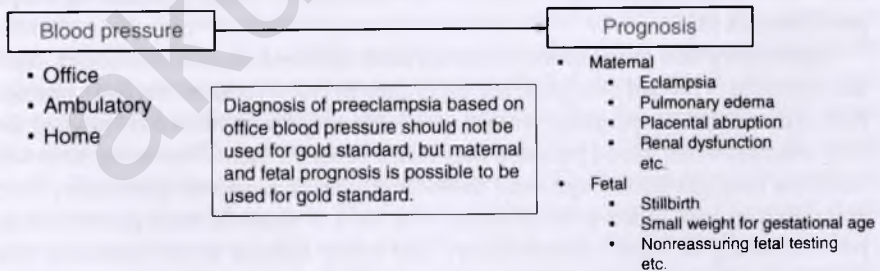 Blood pressure
• Office
• Ambulatory
• Home
Diagnosis of preeclampsia based on
office blood pressure should not be
used for gold standard, but maternal
and fetal prognosis is possible to be
used for gold standard.
Prognosis
• Maternal
• Eclampsia
• Pulmonary edema
• Placental abruption
• Renal dysfunction
etc.
• Fetal
• Stillbirth
• Small weight for gestational age
• Nonreassuring fetal testing
etc.